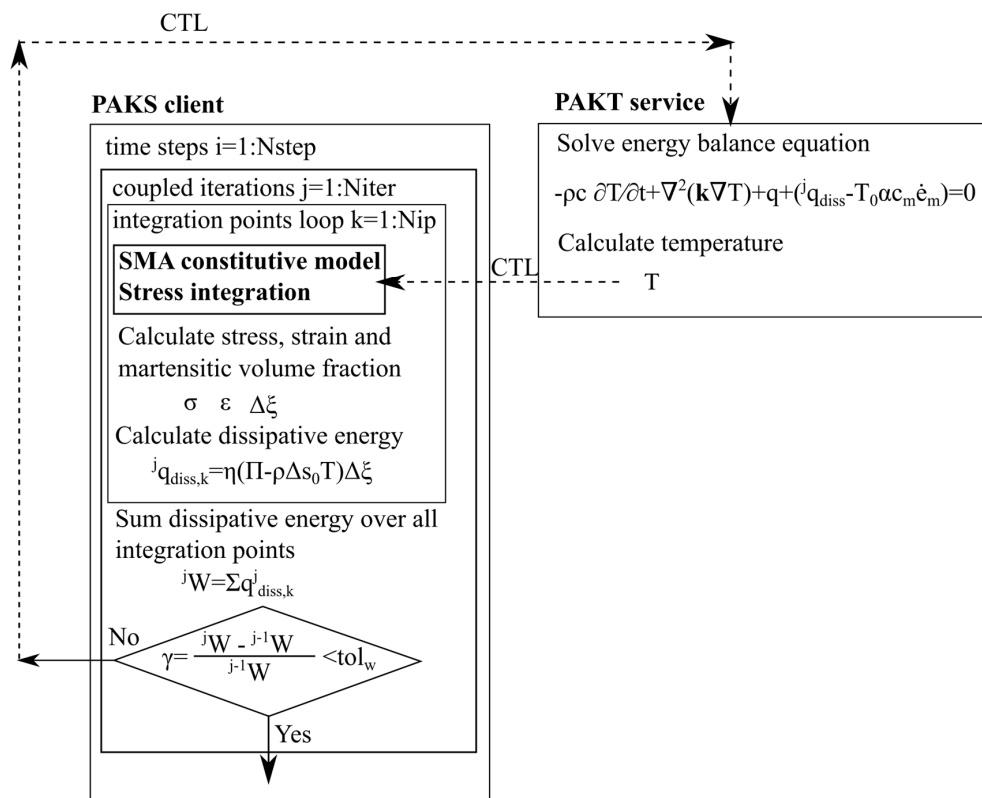 CTL
PAKS client
time steps i=1:Nstep
coupled iterations j=1:Niter
integration points loop k=1:Nip
SMA constitutive model
Stress integration
Calculate stress, strain and
martensitic volume fraction
σ ε Δξ
Calculate dissipative energy
ʲq_diss,k=η(Π-ρΔs₀T)Δξ
Sum dissipative energy over all
integration points
ʲW=Σqʲ_diss,k
No
γ= (ʲW - ʲ⁻¹W)/ʲ⁻¹W <tol_w
Yes
PAKT service
Solve energy balance equation
-ρc ∂T/∂t+∇²(k∇T)+q+(ʲq_diss-T₀αc_mė_m)=0
Calculate temperature
CTL
T